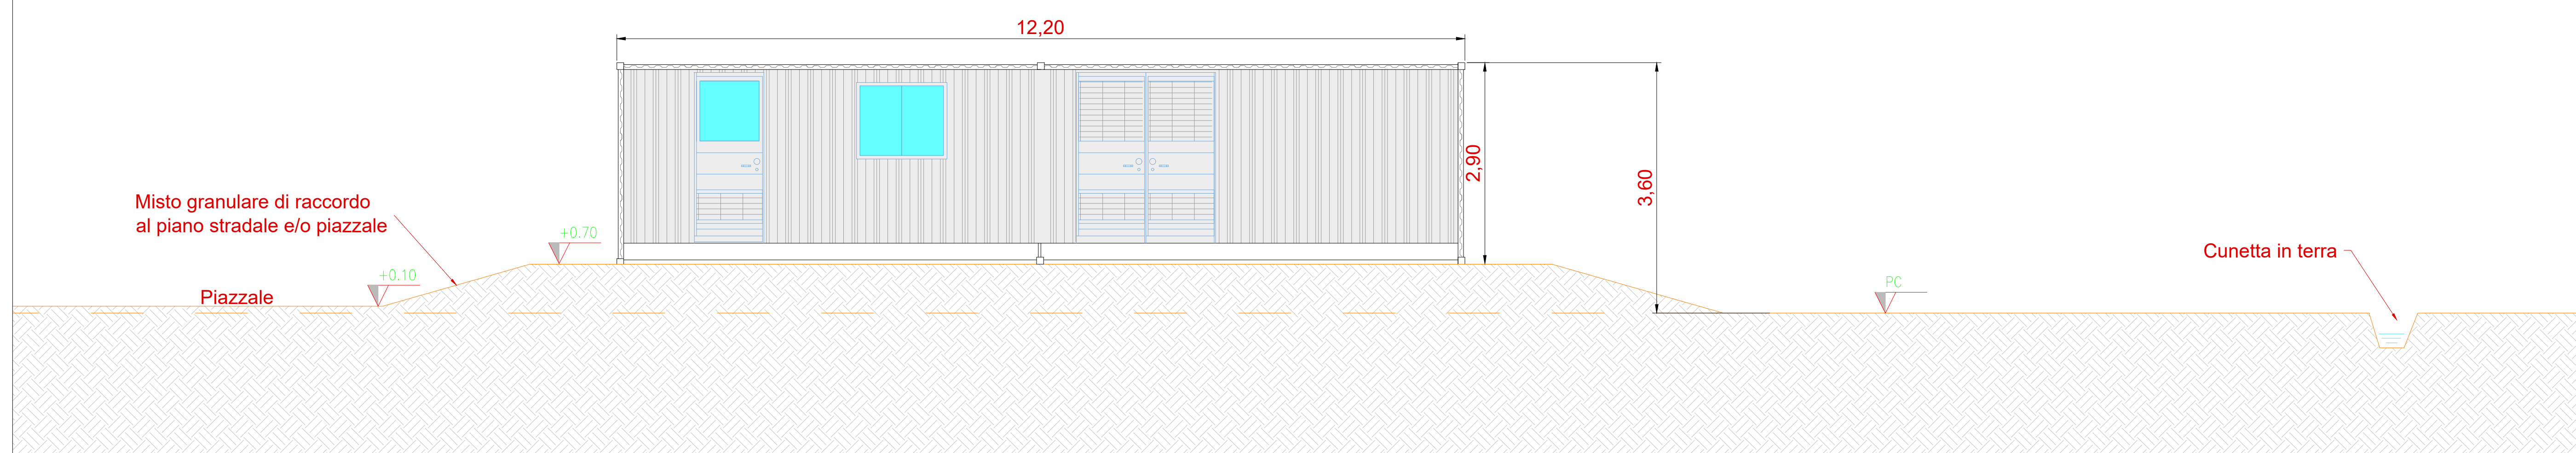 12,20
2,90
3,60
Misto granulare di raccordo
al piano stradale e/o piazzale
+0.70
+0.10
Piazzale
PC
Cunetta in terra